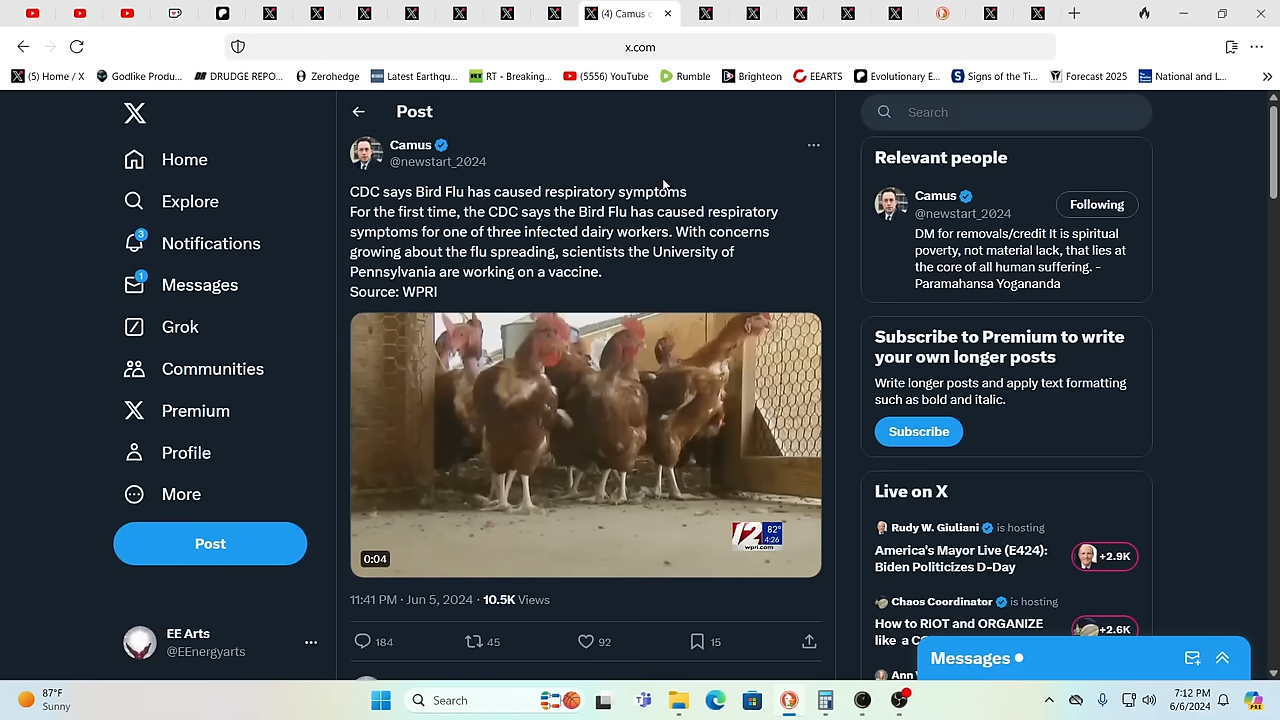 (4) Camus
x.com
(5) Home / X
Godlike Produ...
DRUDGE REPO...
Zerohedge
Latest Earthqu...
RT - Breaking...
(5556) YouTube
Rumble
Brighteon
EEARTS
Evolutionary E...
Signs of the Ti...
Forecast 2025
National and L...
Home
Explore
3
Notifications
1
Messages
Grok
Communities
Premium
Profile
More
Post
EE Arts
@EEnergyarts
Post
Camus
@newstart_2024
CDC says Bird Flu has caused respiratory symptoms
For the first time, the CDC says the Bird Flu has caused respiratory
symptoms for one of three infected dairy workers. With concerns
growing about the flu spreading, scientists the University of
Pennsylvania are working on a vaccine.
Source: WPRI
12
82°
4:26
wpri.com
0:04
11:41 PM · Jun 5, 2024 · 10.5K Views
184
45
92
15
Search
Relevant people
Camus
@newstart_2024
Following
DM for removals/credit It is spiritual
poverty, not material lack, that lies at
the core of all human suffering. -
Paramahansa Yogananda
Subscribe to Premium to write
your own longer posts
Write longer posts and apply text formatting
such as bold and italic.
Subscribe
Live on X
Rudy W. Giuliani is hosting
America's Mayor Live (E424):
Biden Politicizes D-Day
+2.9K
Chaos Coordinator is hosting
How to RIOT and ORGANIZE
like a
+2.6K
Messages
87°F
Sunny
Search
7:12 PM
6/6/2024
PRE